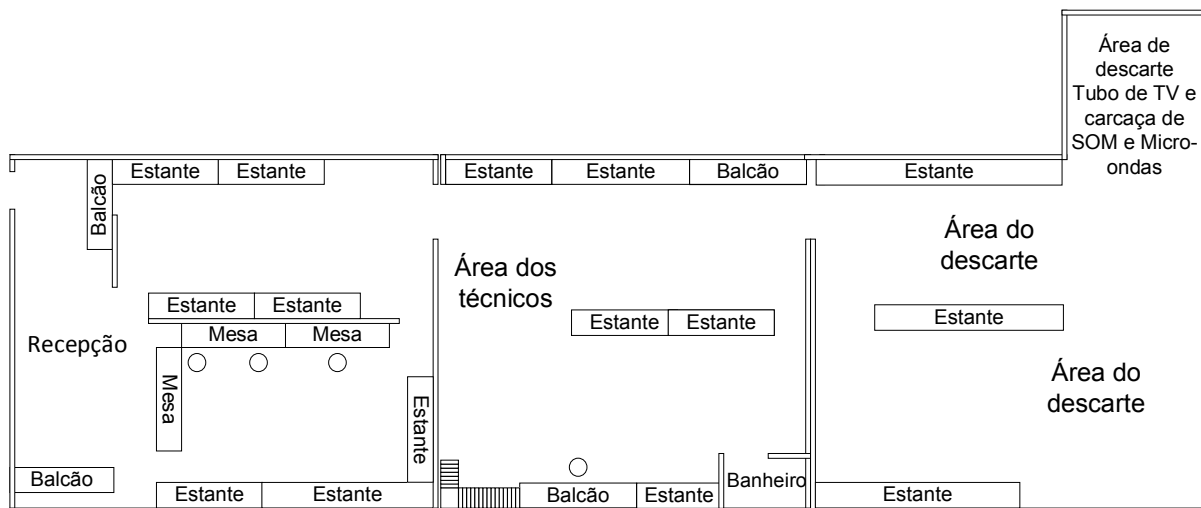 Área de
descarte
Tubo de TV e
carcaça de
SOM e Micro-
ondas
Estante
Estante
Balcão
Estante
Estante
Balcão
Estante
Área do
descarte
Área dos
técnicos
Estante
Estante
Mesa
Mesa
Recepção
Mesa
Estante
Estante
Estante
Estante
Área do
descarte
Balcão
Estante
Estante
Balcão
Estante
Banheiro
Estante